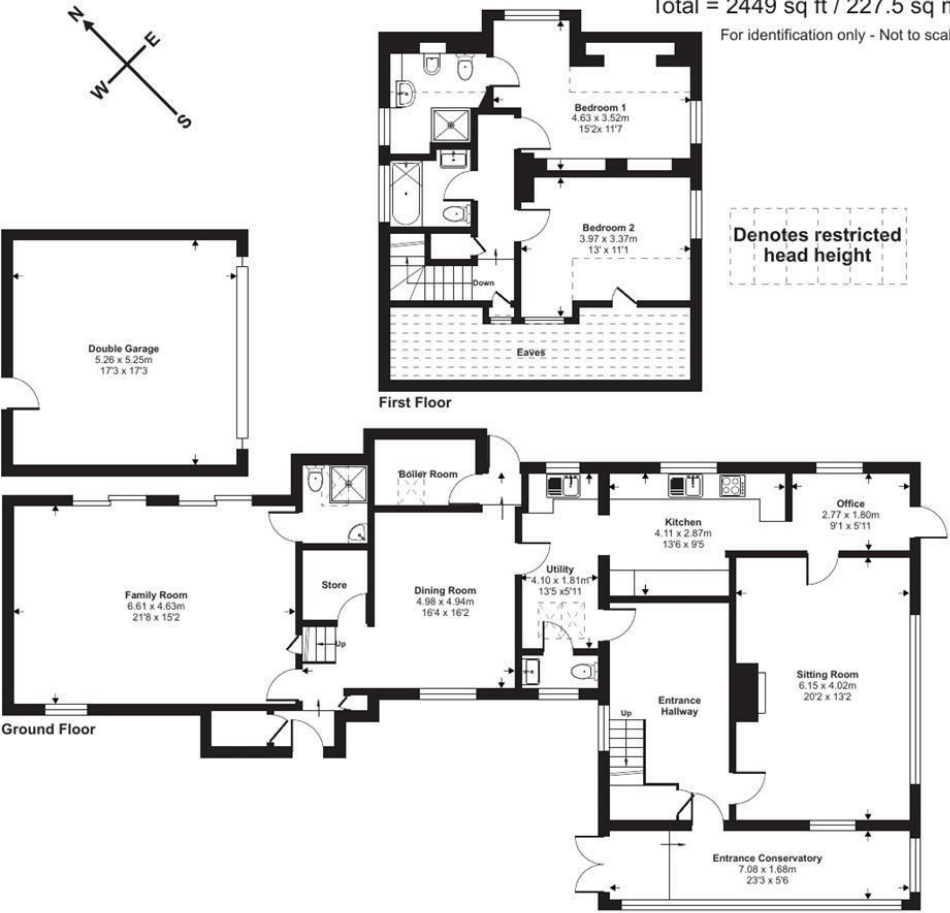 Total = 2449 sq ft / 227.5 sq m
For identification only - Not to scal
N
E
W
S
Bedroom 1
4.63 x 3.52m
15'2x 11'7
Bedroom 2
3.97 x 3.37m
13' x 11'1
Denotes restricted
head height
Down
Eaves
First Floor
Double Garage
5.26 x 5.25m
17'3 x 17'3
Boiler Room
Office
2.77 x 1.80m
9'1 x 5'11
Kitchen
4.11 x 2.87m
13'6 x 9'5
Utility
4.10 x 1.81m
13'5 x5'11
Store
Dining Room
4.98 x 4.94m
16'4 x 16'2
Family Room
6.61 x 4.63m
21'8 x 15'2
Up
Sitting Room
6.15 x 4.02m
20'2 x 13'2
Entrance
Hallway
Up
Ground Floor
Entrance Conservatory
7.08 x 1.68m
23'3 x 5'6